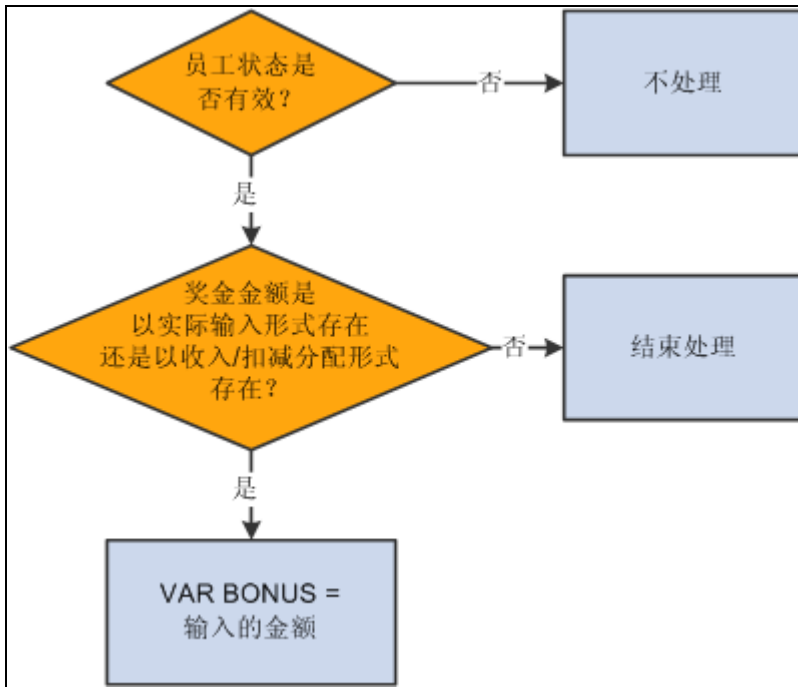 员工状态是
否有效？
否
不处理
是
奖金金额是
以实际输入形式存在
还是以收入/扣减分配形式
存在？
否
结束处理
是
VAR BONUS =
输入的金额